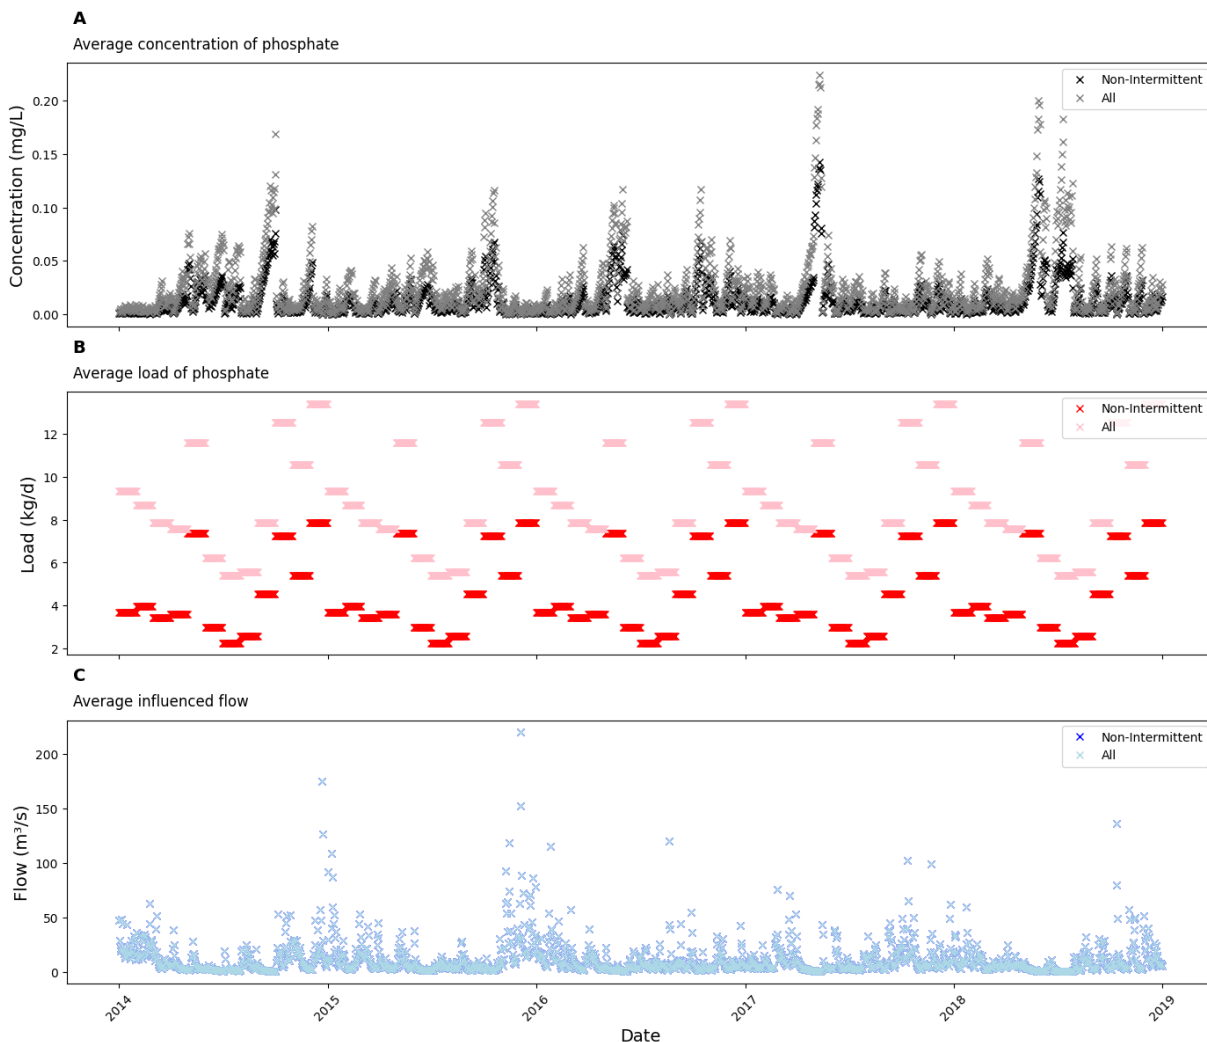 A
Average concentration of phosphate
Concentration (mg/L)
0.20
0.15
0.10
0.05
0.00
Non-Intermittent
All
B
Average load of phosphate
Load (kg/d)
12
10
8
6
4
2
Non-Intermittent
All
C
Average influenced flow
Flow (m³/s)
200
150
100
50
0
Non-Intermittent
All
2014
2015
2016
2017
2018
2019
Date